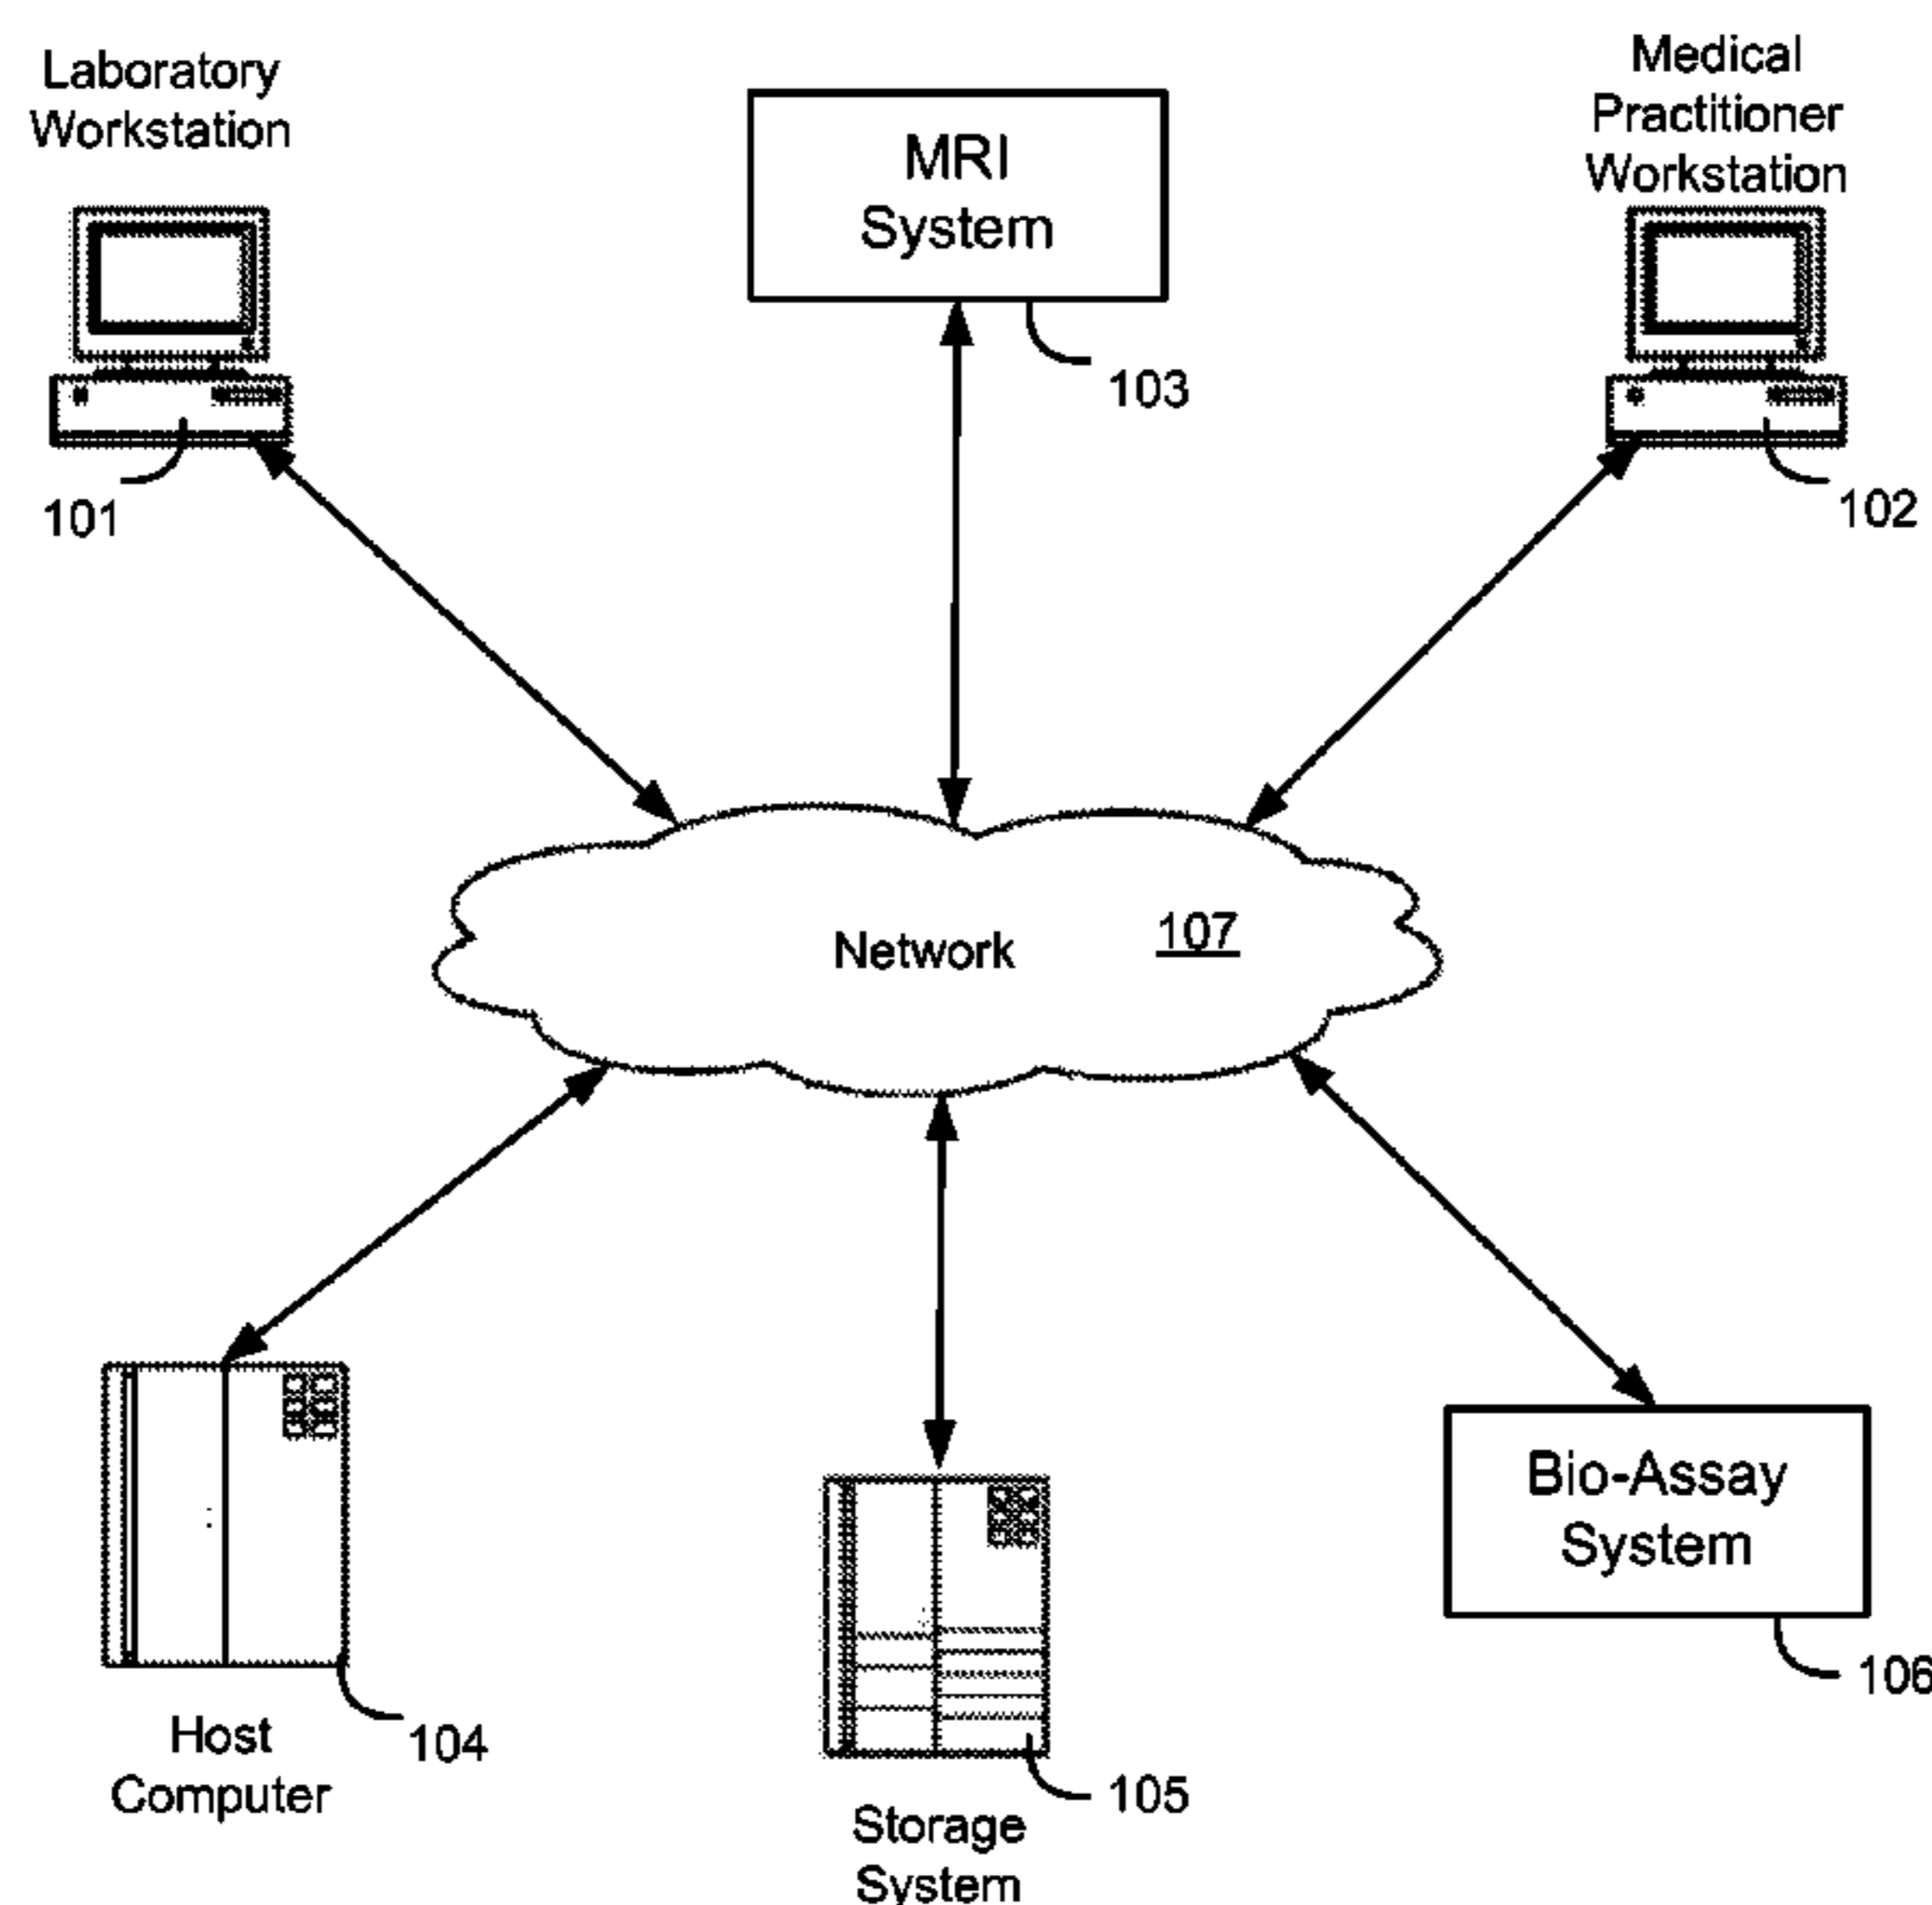 Laboratory
Workstation
101
MRI
System
103
Medical
Practitioner
Workstation
102
Network
107
Host
Computer
104
Storage
System
105
Bio-Assay
System
106